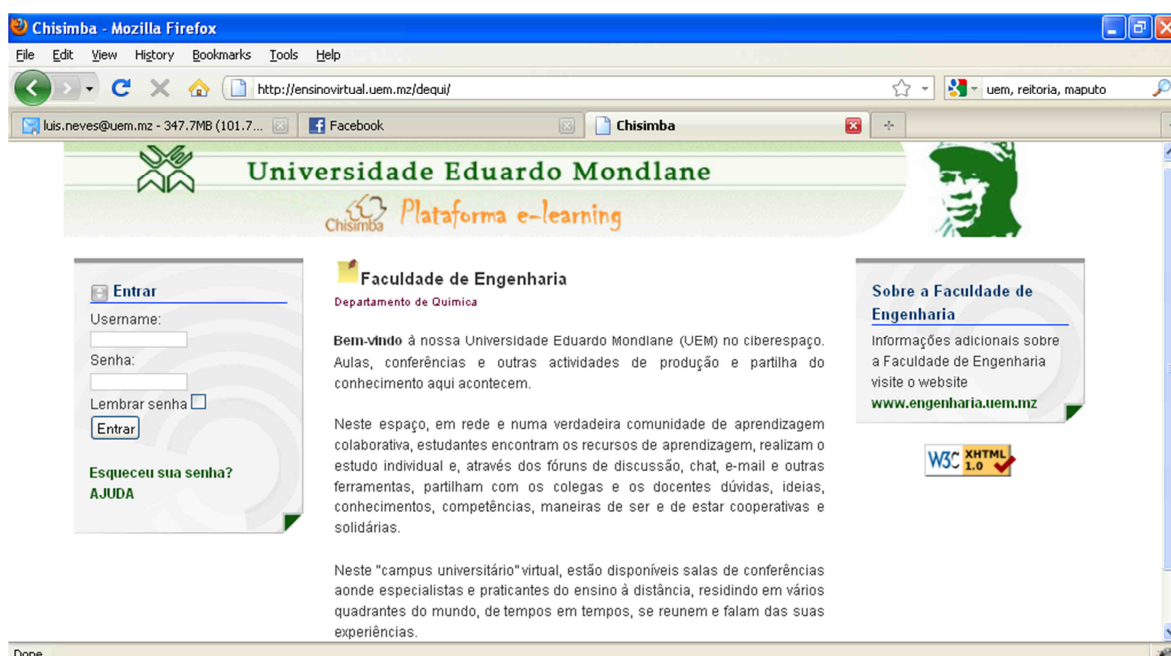 Chisimba - Mozilla Firefox
File Edit View History Bookmarks Tools Help
http://ensinovirtual.uem.mz/dequi/
uem, reitoria, maputo
luis.neves@uem.mz - 347.7MB (101.7...
Facebook
Chisimba
Universidade Eduardo Mondlane
Chisimba
Plataforma e-learning
Entrar
Username:
Senha:
Lembrar senha
Entrar
Esqueceu sua senha?
AJUDA
Faculdade de Engenharia
Departamento de Quimica
Bem-vindo à nossa Universidade Eduardo Mondlane (UEM) no ciberespaço.
Aulas, conferências e outras actividades de produção e partilha do
conhecimento aqui acontecem.
Neste espaço, em rede e numa verdadeira comunidade de aprendizagem
colaborativa, estudantes encontram os recursos de aprendizagem, realizam o
estudo individual e, através dos fóruns de discussão, chat, e-mail e outras
ferramentas, partilham com os colegas e os docentes dúvidas, ideias,
conhecimentos, competências, maneiras de ser e de estar cooperativas e
solidárias.
Neste "campus universitário" virtual, estão disponíveis salas de conferências
aonde especialistas e praticantes do ensino à distância, residindo em vários
quadrantes do mundo, de tempos em tempos, se reunem e falam das suas
experiências.
Sobre a Faculdade de
Engenharia
Informações adicionais sobre
a Faculdade de Engenharia
visite o website
www.engenharia.uem.mz
W3C XHTML
1.0
Done